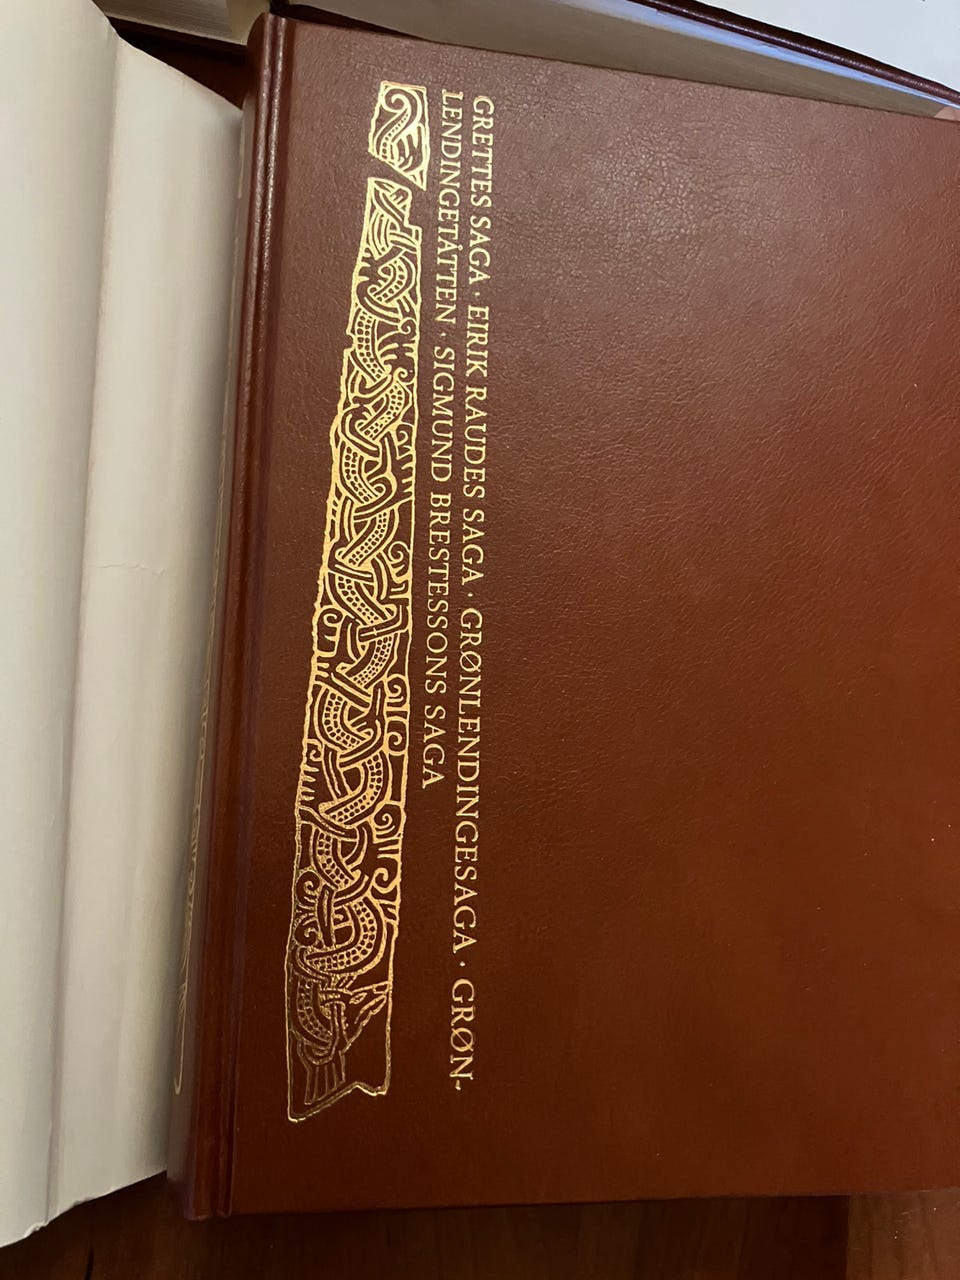 GRETTES SAGA · EIRIK RAUDES SAGA · GRØNLENDINGESAGA · GRØN-
LENDINGETÅTTEN · SIGMUND BRESTESSONS SAGA